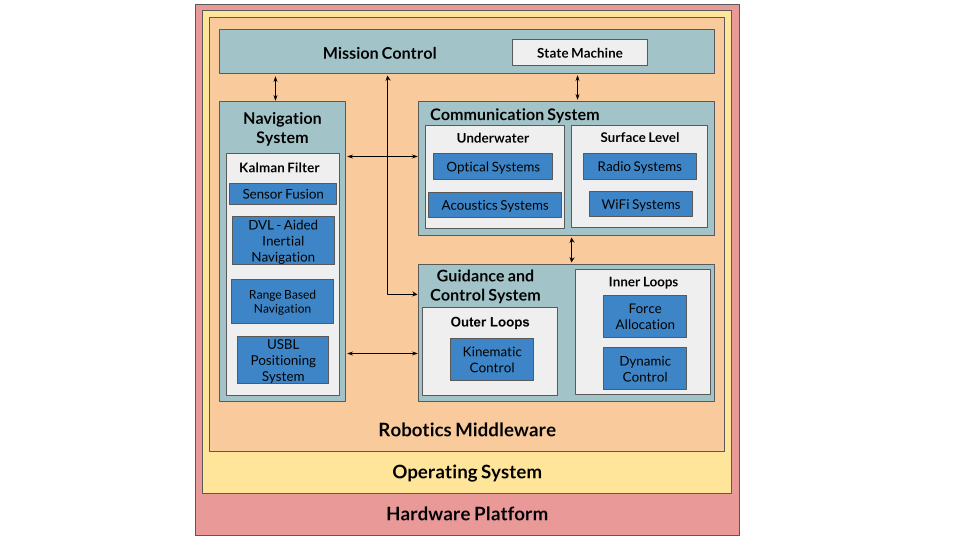 Mission Control
State Machine
Navigation
System
Kalman Filter
Sensor Fusion
DVL - Aided
Inertial
Navigation
Range Based
Navigation
USBL
Positioning
System
Communication System
Underwater
Optical Systems
Acoustics Systems
Surface Level
Radio Systems
WiFi Systems
Guidance and
Control System
Outer Loops
Kinematic
Control
Inner Loops
Force
Allocation
Dynamic
Control
Robotics Middleware
Operating System
Hardware Platform